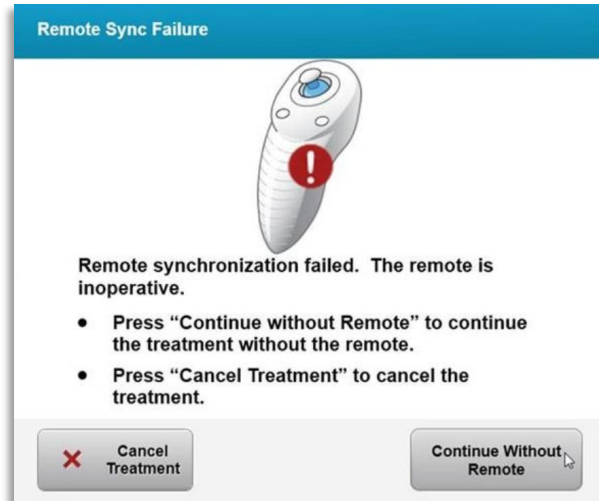 Remote Sync Failure
Remote synchronization failed.  The remote is
inoperative.
• Press “Continue without Remote” to continue
the treatment without the remote.
• Press “Cancel Treatment” to cancel the
treatment.
Cancel
Treatment
Continue Without
Remote